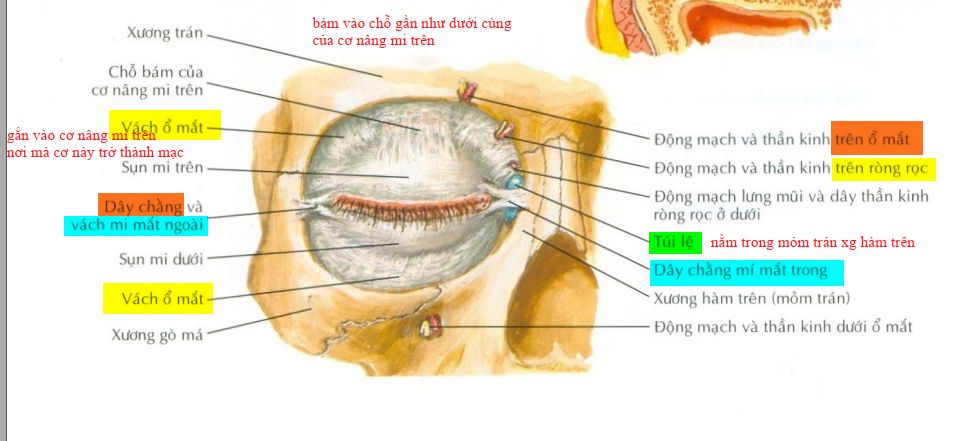 bám vào chỗ gần như dưới cùng
của cơ nâng mi trên
Xương trán
Chỗ bám của
cơ nâng mi trên
Vách ổ mắt
gắn vào cơ nâng mi trên
nơi mà cơ này trở thành mạc
Sụn mi trên
Dây chằng và
vách mi mắt ngoài
Sụn mi dưới
Vách ổ mắt
Xương gò má
Động mạch và thần kinh trên ổ mắt
Động mạch và thần kinh trên ròng rọc
Động mạch lưng mũi và dây thần kinh
ròng rọc ở dưới
Túi lệ nằm trong mỏm trán xg hàm trên
Dây chằng mí mắt trong
Xương hàm trên (mỏm trán)
Động mạch và thần kinh dưới ổ mắt